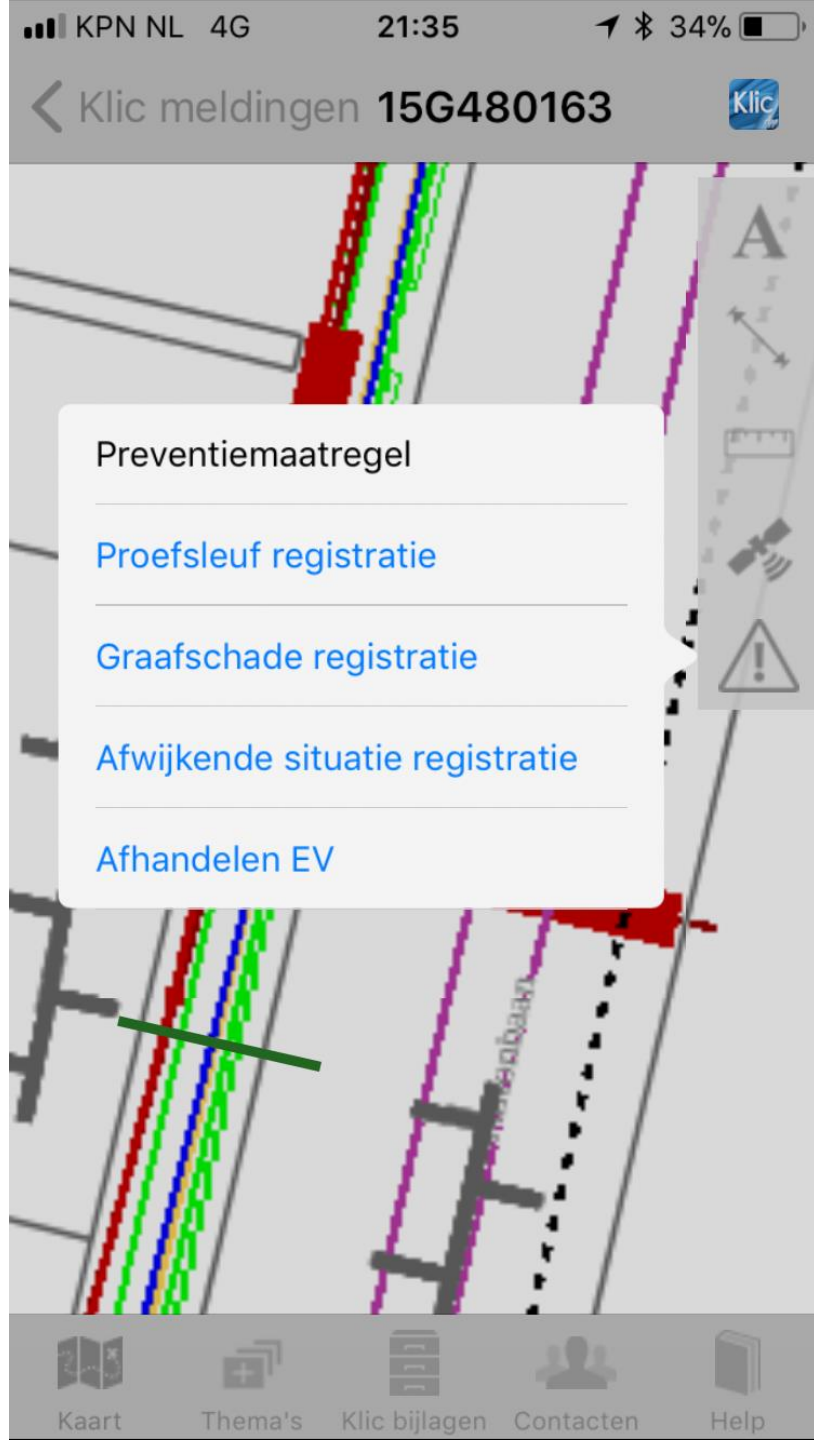 KPN NL 4G 21:35 34%
Klic meldingen 15G480163 Klic
A
Preventiemaatregel
Proefsleuf registratie
Graafschade registratie
Afwijkende situatie registratie
Afhandelen EV
Kaart Thema's Klic bijlagen Contacten Help